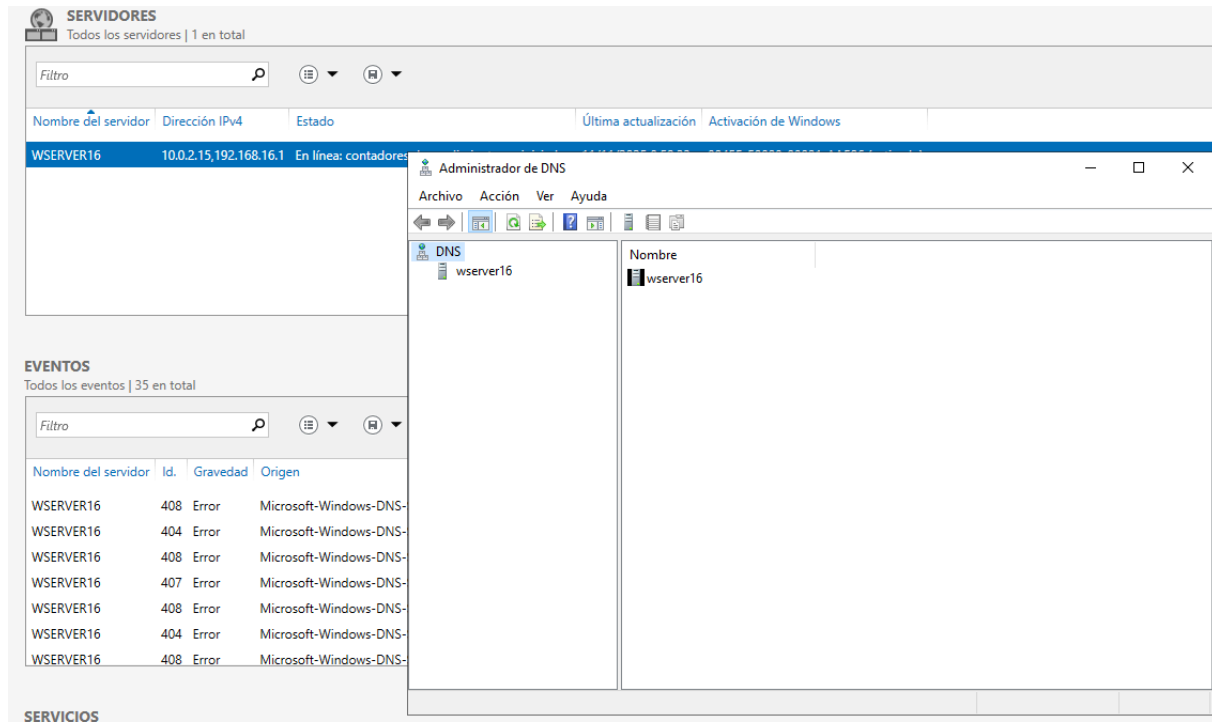 SERVIDORES
Todos los servidores | 1 en total
Filtro
Nombre del servidor Dirección IPv4 Estado Última actualización Activación de Windows
WSERVER16 10.0.2.15,192.168.16.1 En línea: contadores
Administrador de DNS
Archivo Acción Ver Ayuda
DNS
wserver16
Nombre
wserver16
EVENTOS
Todos los eventos | 35 en total
Filtro
Nombre del servidor Id. Gravedad Origen
WSERVER16 408 Error Microsoft-Windows-DNS-
WSERVER16 404 Error Microsoft-Windows-DNS-
WSERVER16 408 Error Microsoft-Windows-DNS-
WSERVER16 407 Error Microsoft-Windows-DNS-
WSERVER16 408 Error Microsoft-Windows-DNS-
WSERVER16 404 Error Microsoft-Windows-DNS-
WSERVER16 408 Error Microsoft-Windows-DNS-
SERVICIOS